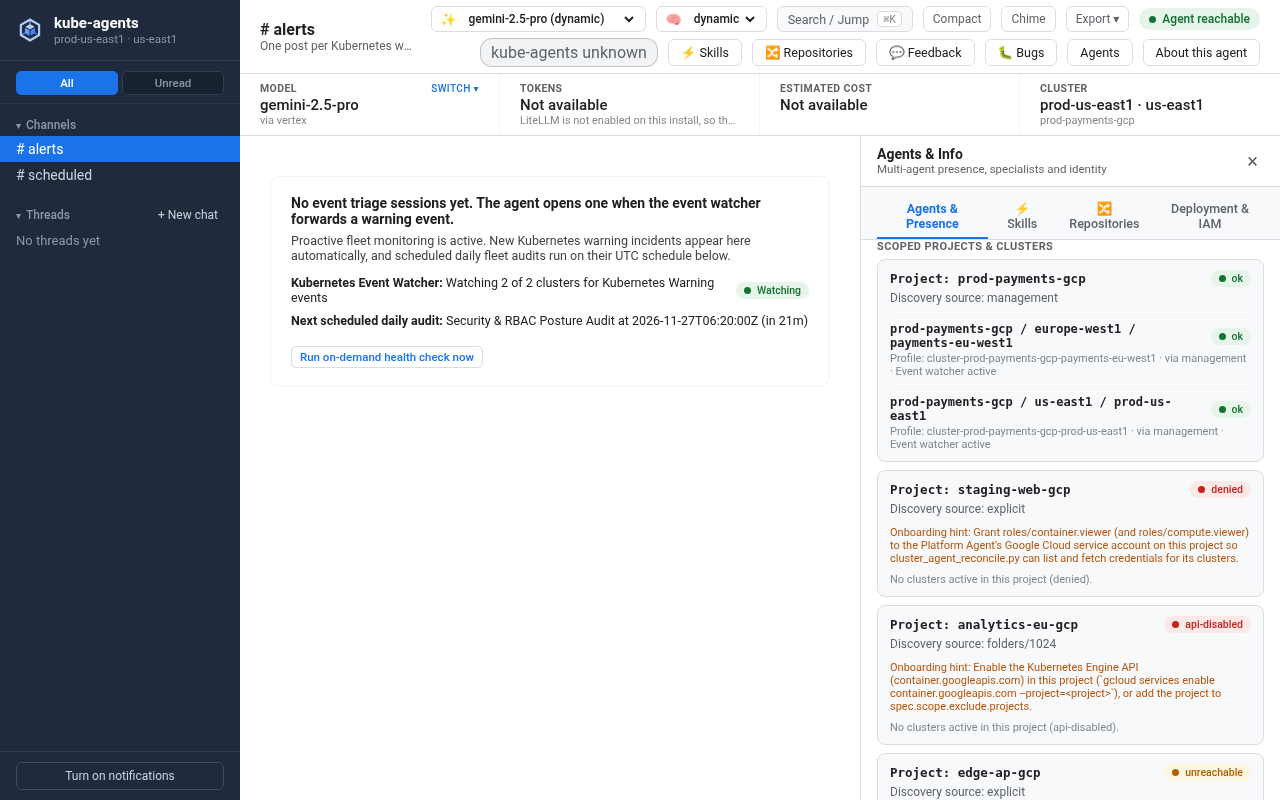 kube-agents
prod-us-east1 · us-east1
All
Unread
▾ Channels
# alerts
# scheduled
▾ Threads
+ New chat
No threads yet
Turn on notifications
# alerts
One post per Kubernetes w…
✨ gemini-2.5-pro (dynamic)
🧠 dynamic
Search / Jump ⌘K
Compact
Chime
Export ▾
Agent reachable
kube-agents unknown
⚡ Skills
🔀 Repositories
💬 Feedback
🐛 Bugs
Agents
About this agent
MODEL
SWITCH ▾
gemini-2.5-pro
via vertex
TOKENS
Not available
LiteLLM is not enabled on this install, so th…
ESTIMATED COST
Not available
CLUSTER
prod-us-east1 · us-east1
prod-payments-gcp
No event triage sessions yet. The agent opens one when the event watcher
forwards a warning event.
Proactive fleet monitoring is active. New Kubernetes warning incidents appear here
automatically, and scheduled daily fleet audits run on their UTC schedule below.
Kubernetes Event Watcher: Watching 2 of 2 clusters for Kubernetes Warning
events
Watching
Next scheduled daily audit: Security & RBAC Posture Audit at 2026-11-27T06:20:00Z (in 21m)
Run on-demand health check now
Agents & Info
Multi-agent presence, specialists and identity
×
Agents &
Presence
⚡
Skills
🔀
Repositories
Deployment &
IAM
SCOPED PROJECTS & CLUSTERS
Project: prod-payments-gcp
ok
Discovery source: management
prod-payments-gcp / europe-west1 /
payments-eu-west1
ok
Profile: cluster-prod-payments-gcp-payments-eu-west1 · via management
· Event watcher active
prod-payments-gcp / us-east1 / prod-us-
east1
ok
Profile: cluster-prod-payments-gcp-prod-us-east1 · via management ·
Event watcher active
Project: staging-web-gcp
denied
Discovery source: explicit
Onboarding hint: Grant roles/container.viewer (and roles/compute.viewer)
to the Platform Agent's Google Cloud service account on this project so
cluster_agent_reconcile.py can list and fetch credentials for its clusters.
No clusters active in this project (denied).
Project: analytics-eu-gcp
api-disabled
Discovery source: folders/1024
Onboarding hint: Enable the Kubernetes Engine API
(container.googleapis.com) in this project (`gcloud services enable
container.googleapis.com --project=<project>`), or add the project to
spec.scope.exclude.projects.
No clusters active in this project (api-disabled).
Project: edge-ap-gcp
unreachable
Discovery source: explicit